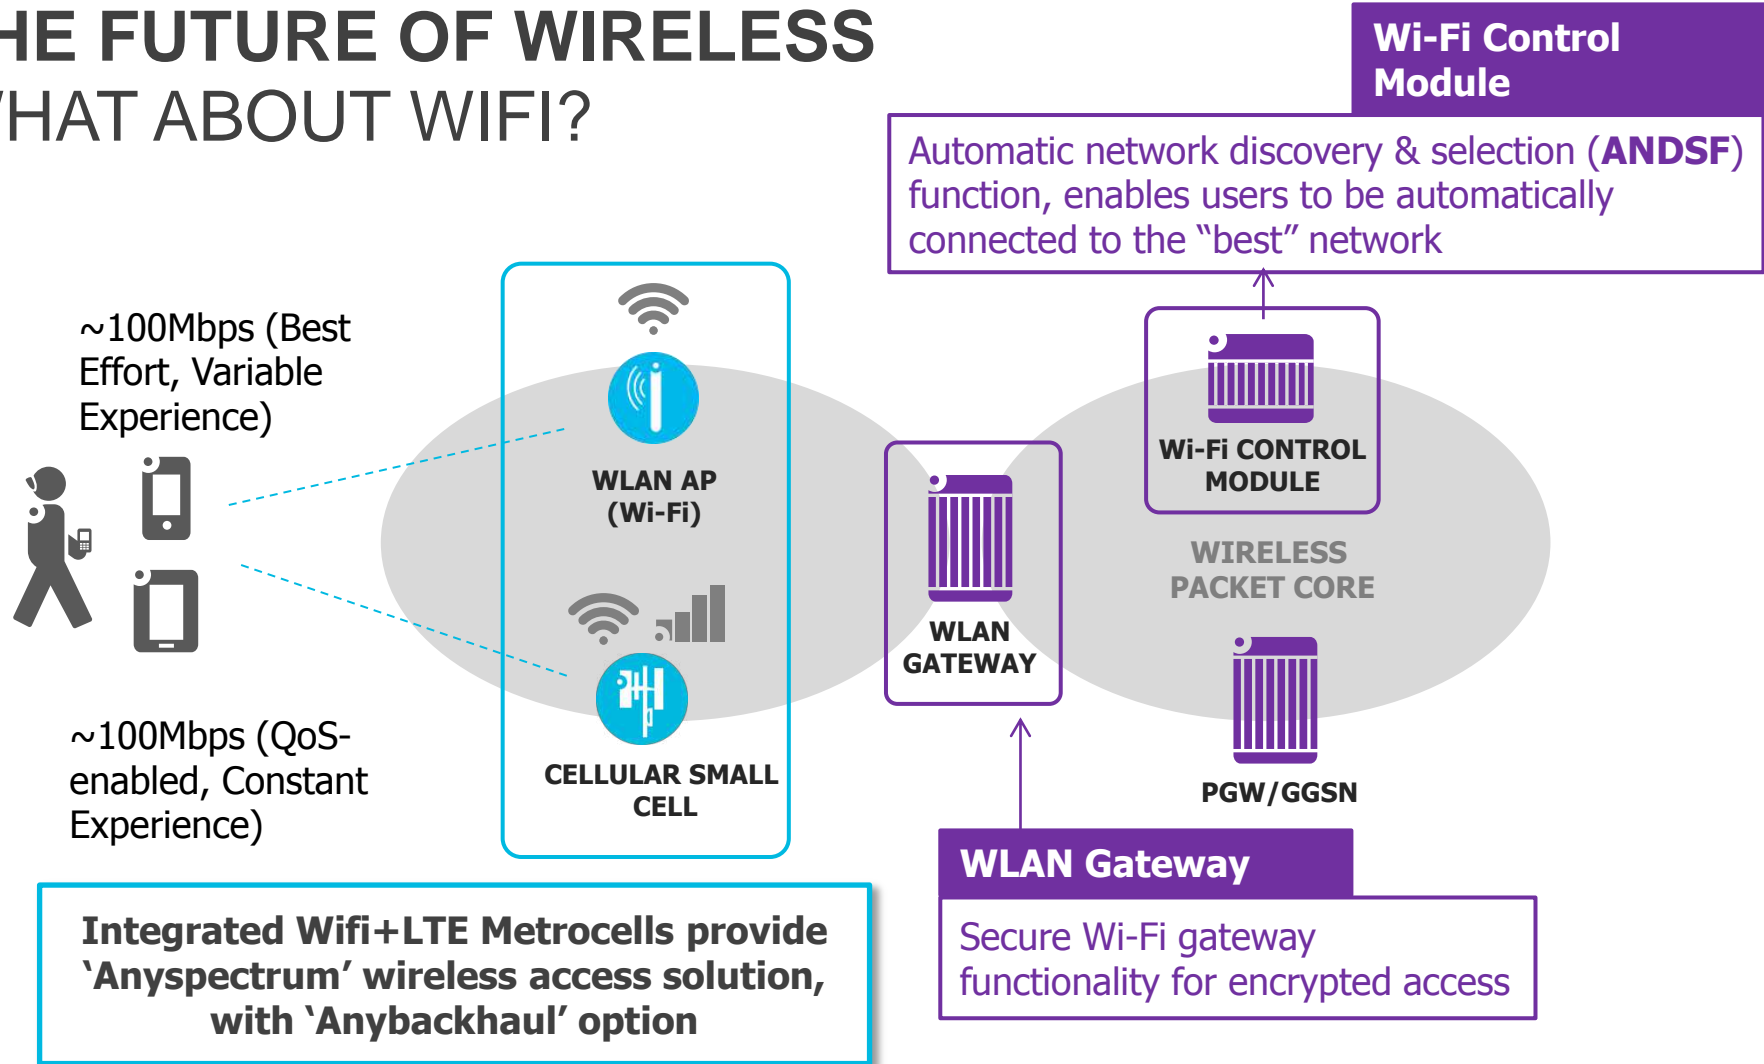 HE FUTURE OF WIRELESS
WHAT ABOUT WIFI?
Wi-Fi Control
Module
Automatic network discovery & selection (ANDSF)
function, enables users to be automatically
connected to the “best” network
~100Mbps (Best
Effort, Variable
Experience)
WLAN AP
(Wi-Fi)
Wi-Fi CONTROL
MODULE
WIRELESS
PACKET CORE
WLAN
GATEWAY
~100Mbps (QoS-
enabled, Constant
Experience)
CELLULAR SMALL
CELL
PGW/GGSN
WLAN Gateway
Secure Wi-Fi gateway
functionality for encrypted access
Integrated Wifi+LTE Metrocells provide
‘Anyspectrum’ wireless access solution,
with ‘Anybackhaul’ option